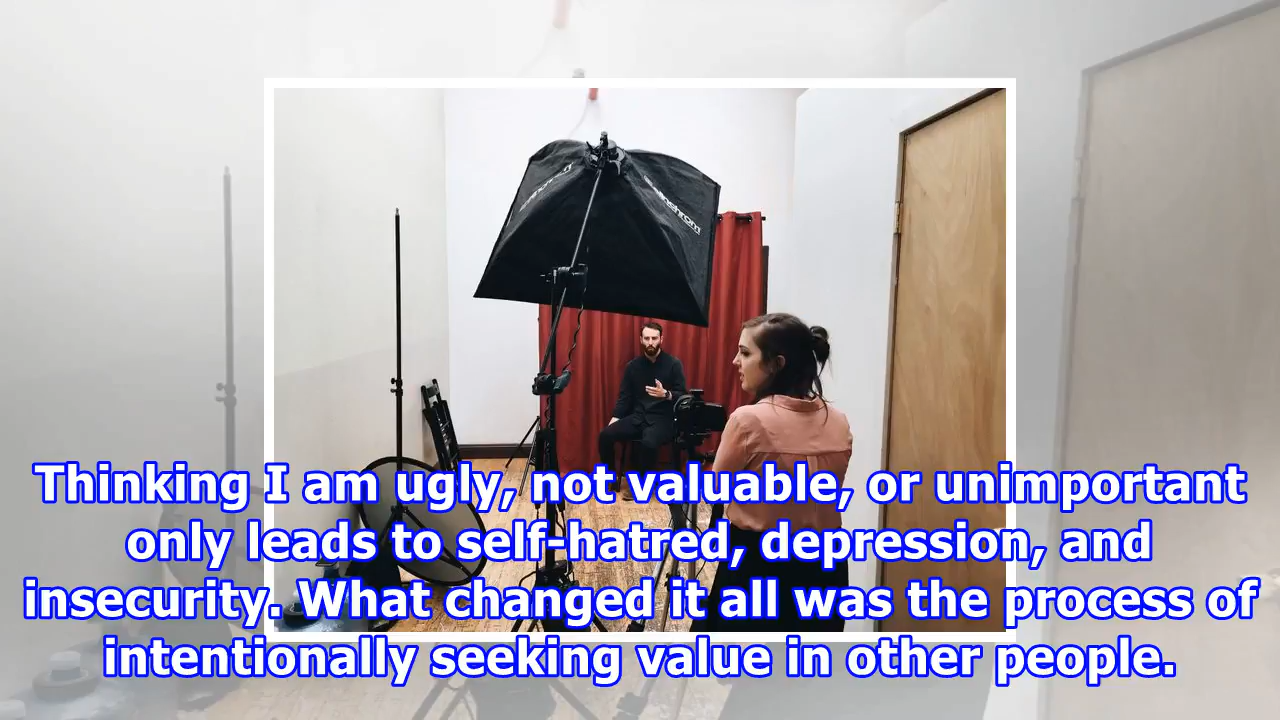 elinchrom
Thinking I am ugly, not valuable, or unimportant
only leads to self-hatred, depression, and
insecurity. What changed it all was the process of
intentionally seeking value in other people.